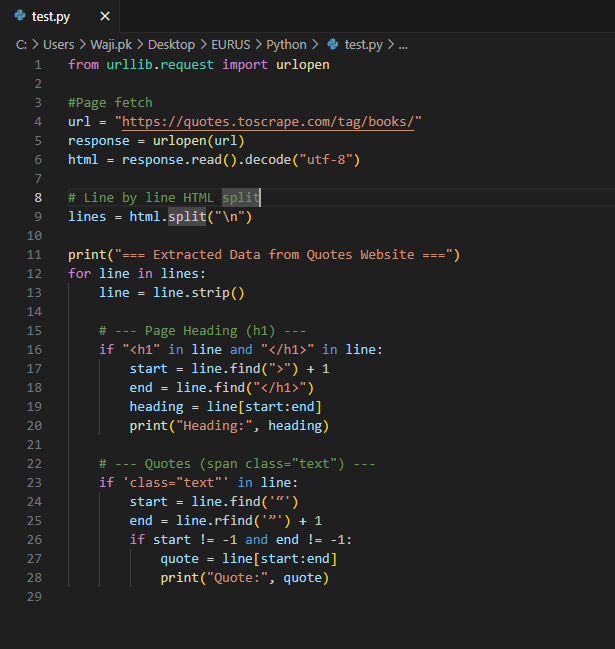 test.py
C: > Users > Waji.pk > Desktop > EURUS > Python > test.py > ...
1 from urllib.request import urlopen
2
3 #Page fetch
4 url = "https://quotes.toscrape.com/tag/books/"
5 response = urlopen(url)
6 html = response.read().decode("utf-8")
7
8 # Line by line HTML split
9 lines = html.split("\n")
10
11 print("=== Extracted Data from Quotes Website ===")
12 for line in lines:
13     line = line.strip()
14
15     # --- Page Heading (h1) ---
16     if "<h1" in line and "</h1>" in line:
17         start = line.find(">") + 1
18         end = line.find("</h1>")
19         heading = line[start:end]
20         print("Heading:", heading)
21
22     # --- Quotes (span class="text") ---
23     if 'class="text"' in line:
24         start = line.find('“')
25         end = line.rfind('”') + 1
26         if start != -1 and end != -1:
27             quote = line[start:end]
28             print("Quote:", quote)
29